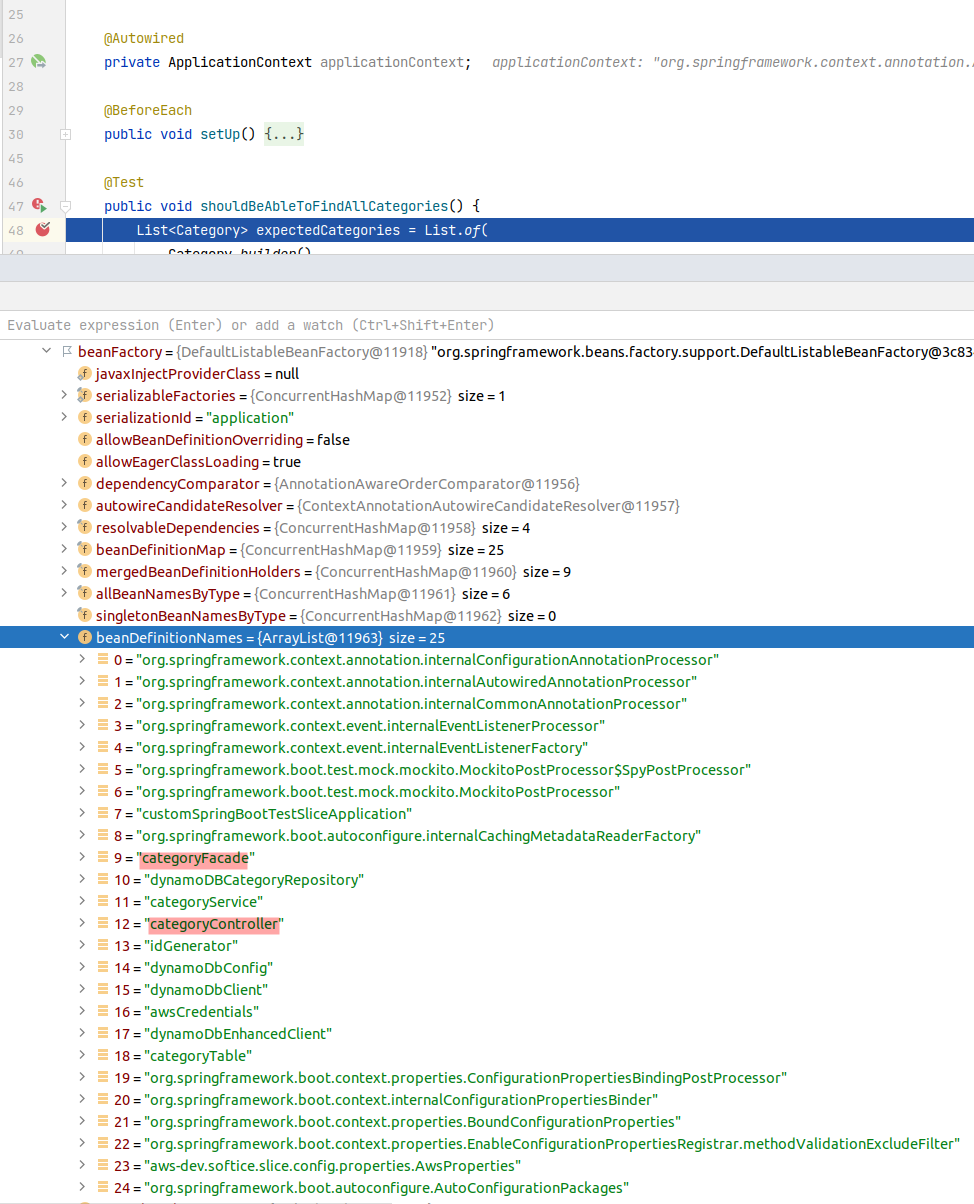 25
26 @Autowired
27 private ApplicationContext applicationContext; applicationContext: "org.springframework.context.annotation.
28
29 @BeforeEach
30 public void setUp() {...}
45
46 @Test
47 public void shouldBeAbleToFindAllCategories() {
48 List<Category> expectedCategories = List.of(
49 Category.builder()
Evaluate expression (Enter) or add a watch (Ctrl+Shift+Enter)
beanFactory = {DefaultListableBeanFactory@11918} "org.springframework.beans.factory.support.DefaultListableBeanFactory@3c83
javaxInjectProviderClass = null
serializableFactories = {ConcurrentHashMap@11952} size = 1
serializationId = "application"
allowBeanDefinitionOverriding = false
allowEagerClassLoading = true
dependencyComparator = {AnnotationAwareOrderComparator@11956}
autowireCandidateResolver = {ContextAnnotationAutowireCandidateResolver@11957}
resolvableDependencies = {ConcurrentHashMap@11958} size = 4
beanDefinitionMap = {ConcurrentHashMap@11959} size = 25
mergedBeanDefinitionHolders = {ConcurrentHashMap@11960} size = 9
allBeanNamesByType = {ConcurrentHashMap@11961} size = 6
singletonBeanNamesByType = {ConcurrentHashMap@11962} size = 0
beanDefinitionNames = {ArrayList@11963} size = 25
0 = "org.springframework.context.annotation.internalConfigurationAnnotationProcessor"
1 = "org.springframework.context.annotation.internalAutowiredAnnotationProcessor"
2 = "org.springframework.context.annotation.internalCommonAnnotationProcessor"
3 = "org.springframework.context.event.internalEventListenerProcessor"
4 = "org.springframework.context.event.internalEventListenerFactory"
5 = "org.springframework.boot.test.mock.mockito.MockitoPostProcessor$SpyPostProcessor"
6 = "org.springframework.boot.test.mock.mockito.MockitoPostProcessor"
7 = "customSpringBootTestSliceApplication"
8 = "org.springframework.boot.autoconfigure.internalCachingMetadataReaderFactory"
9 = "categoryFacade"
10 = "dynamoDBCategoryRepository"
11 = "categoryService"
12 = "categoryController"
13 = "idGenerator"
14 = "dynamoDbConfig"
15 = "dynamoDbClient"
16 = "awsCredentials"
17 = "dynamoDbEnhancedClient"
18 = "categoryTable"
19 = "org.springframework.boot.context.properties.ConfigurationPropertiesBindingPostProcessor"
20 = "org.springframework.boot.context.internalConfigurationPropertiesBinder"
21 = "org.springframework.boot.context.properties.BoundConfigurationProperties"
22 = "org.springframework.boot.context.properties.EnableConfigurationPropertiesRegistrar.methodValidationExcludeFilter"
23 = "aws-dev.softice.slice.config.properties.AwsProperties"
24 = "org.springframework.boot.autoconfigure.AutoConfigurationPackages"